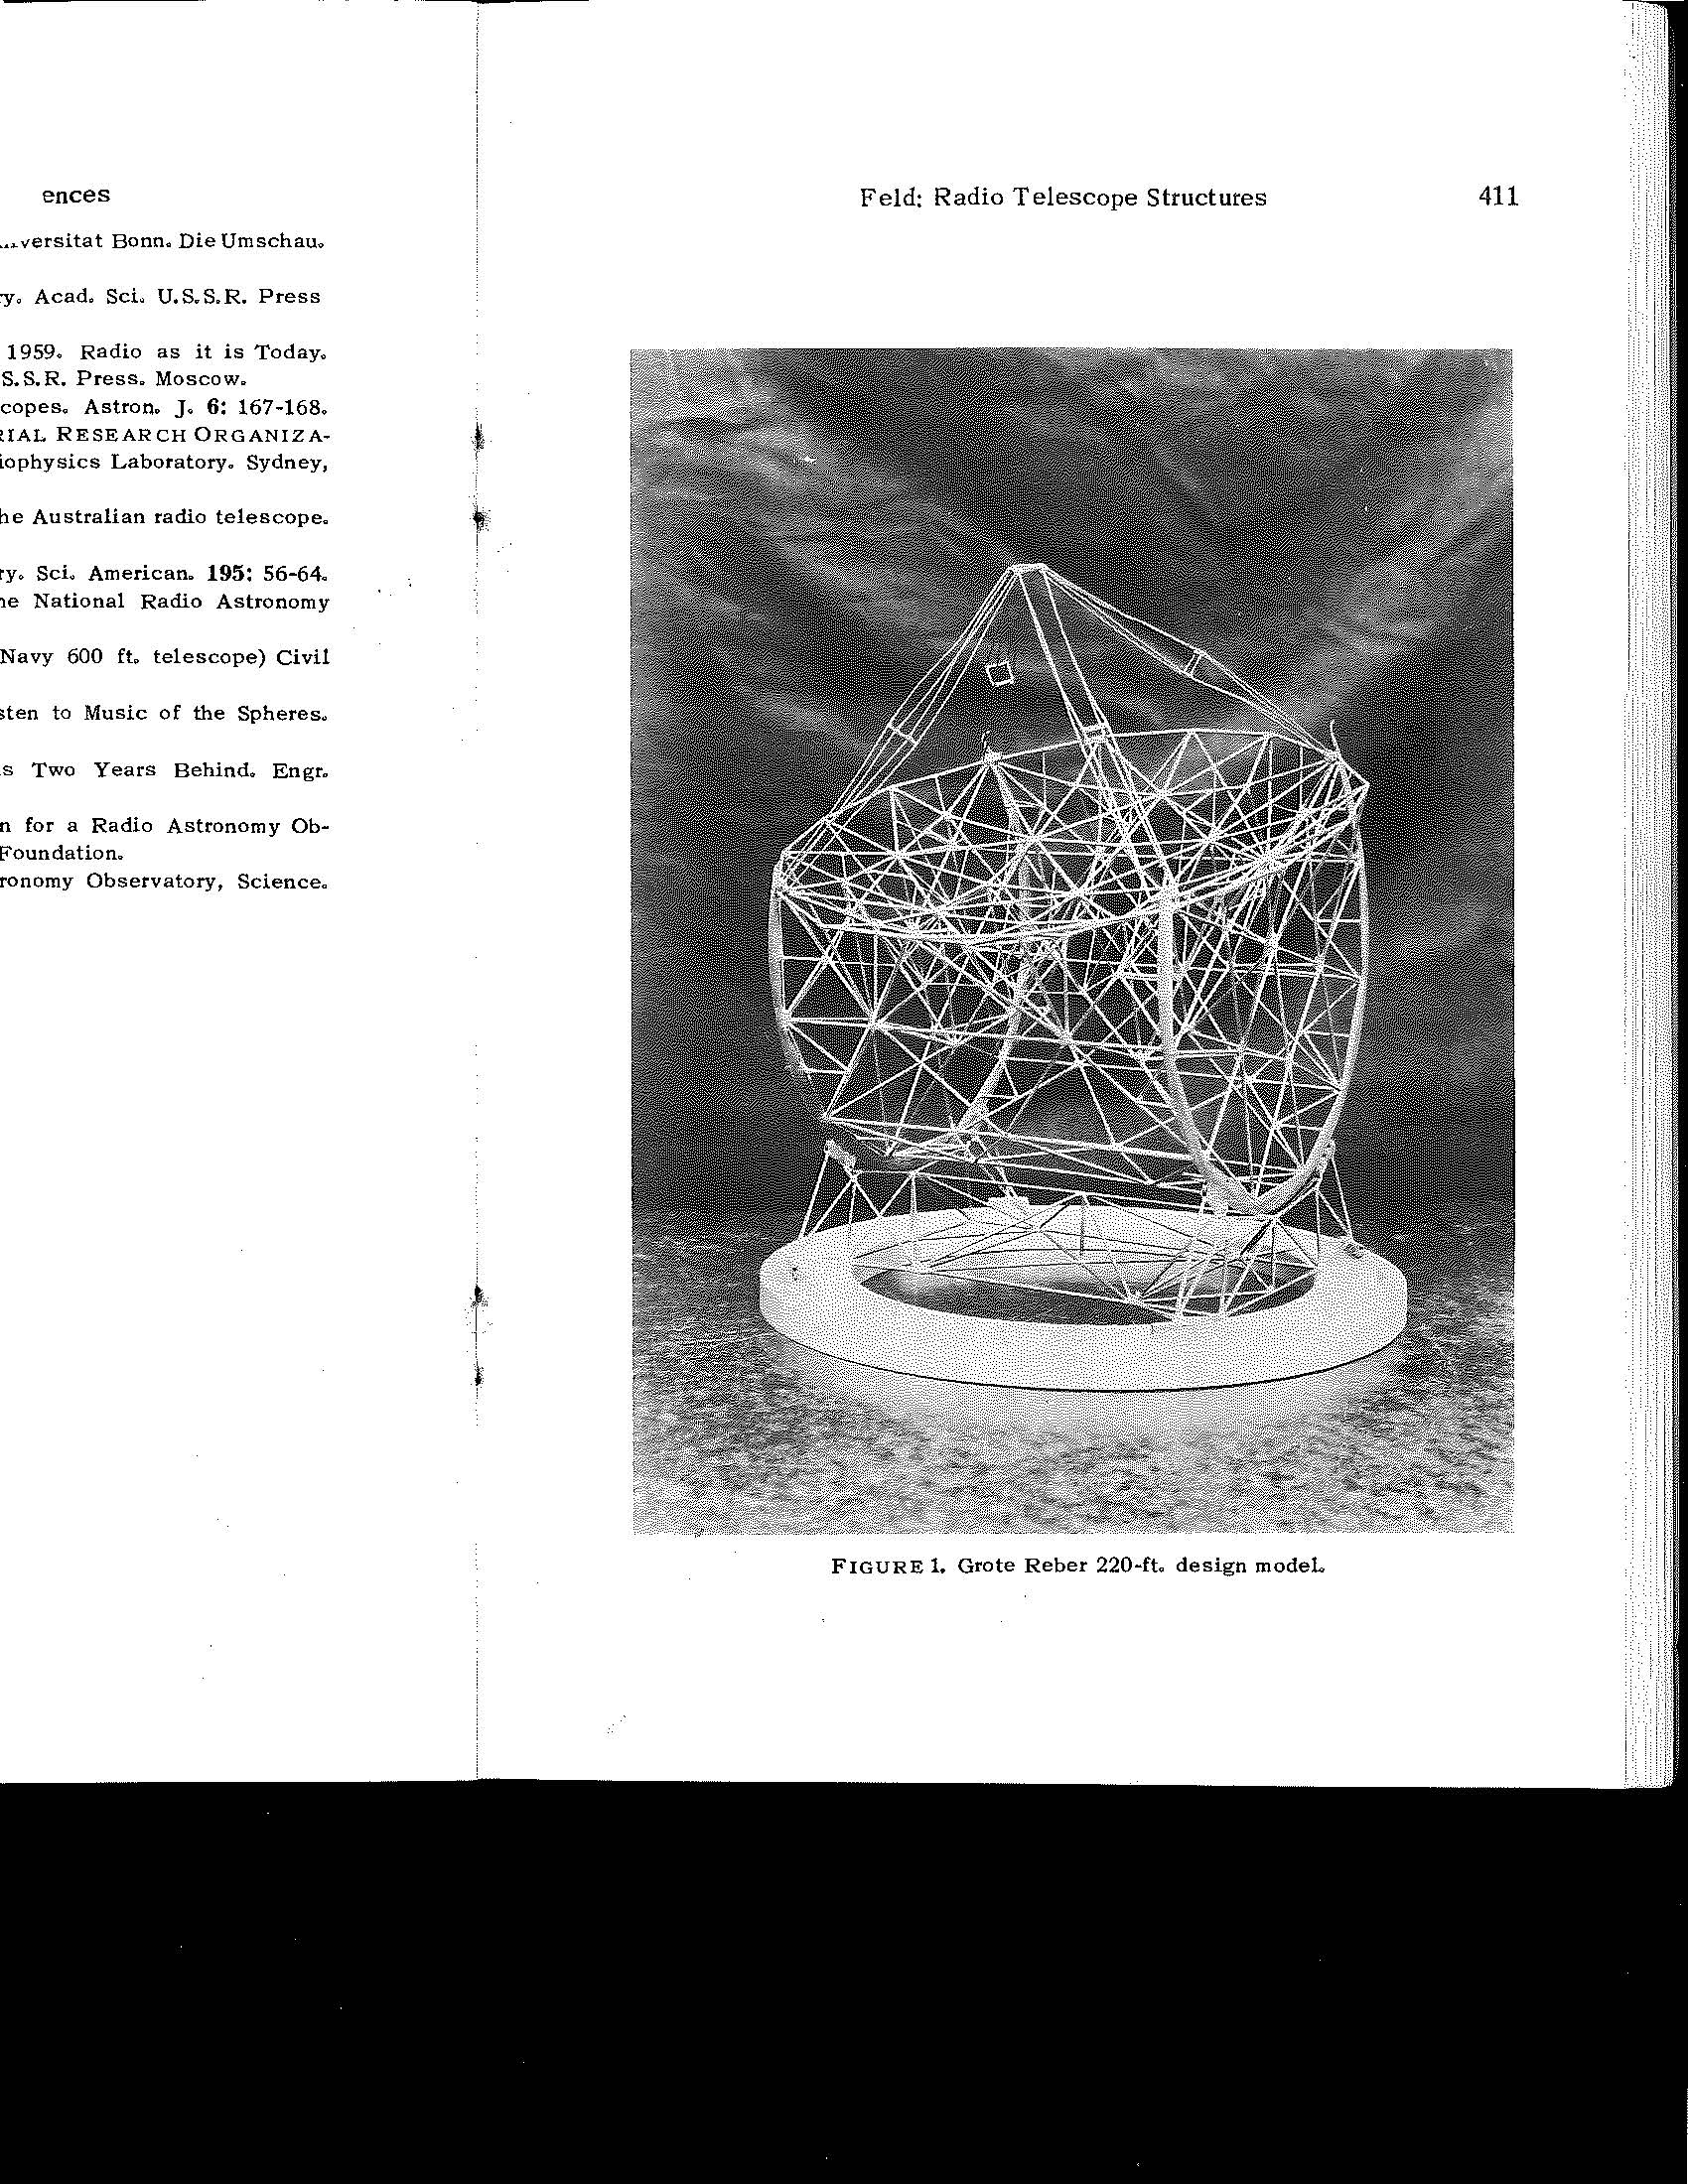 ences
versitat Bonn. Die Umschau.
y. Acad. Sci. U.S.S.R. Press
1959. Radio as it is Today.
S.S.R. Press. Moscow.
copes. Astron. J. 6: 167-168.
RIAL RESEARCH ORGANIZA-
iophysics Laboratory. Sydney,
he Australian radio telescope.
ry. Sci. American. 195: 56-64.
he National Radio Astronomy
Navy 600 ft. telescope) Civil
sten to Music of the Spheres.
s Two Years Behind. Engr.
n for a Radio Astronomy Ob-
Foundation.
ronomy Observatory, Science.
Feld: Radio Telescope Structures 411
FIGURE 1. Grote Reber 220-ft. design model.